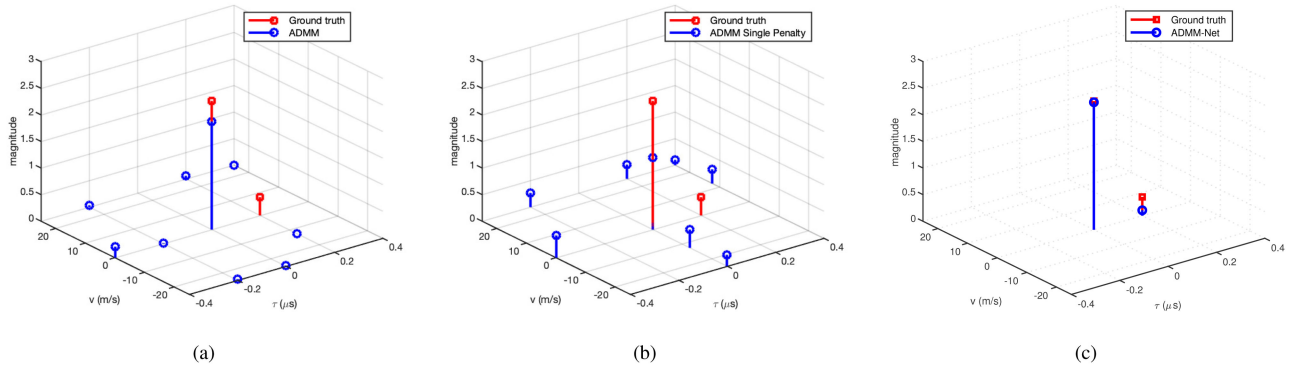 Ground truth
ADMM
3
2.5
2
1.5
1
0.5
0
magnitude
20
10
0
-10
-20
v (m/s)
-0.4
-0.2
0
0.2
0.4
τ (μs)
(a)
Ground truth
ADMM Single Penalty
3
2.5
2
1.5
1
0.5
0
magnitude
20
10
0
-10
-20
v (m/s)
-0.4
-0.2
0
0.2
0.4
τ (μs)
(b)
Ground truth
ADMM-Net
3
2.5
2
1.5
1
0.5
0
magnitude
20
10
0
-10
-20
v (m/s)
-0.4
-0.2
0
0.2
0.4
τ (μs)
(c)